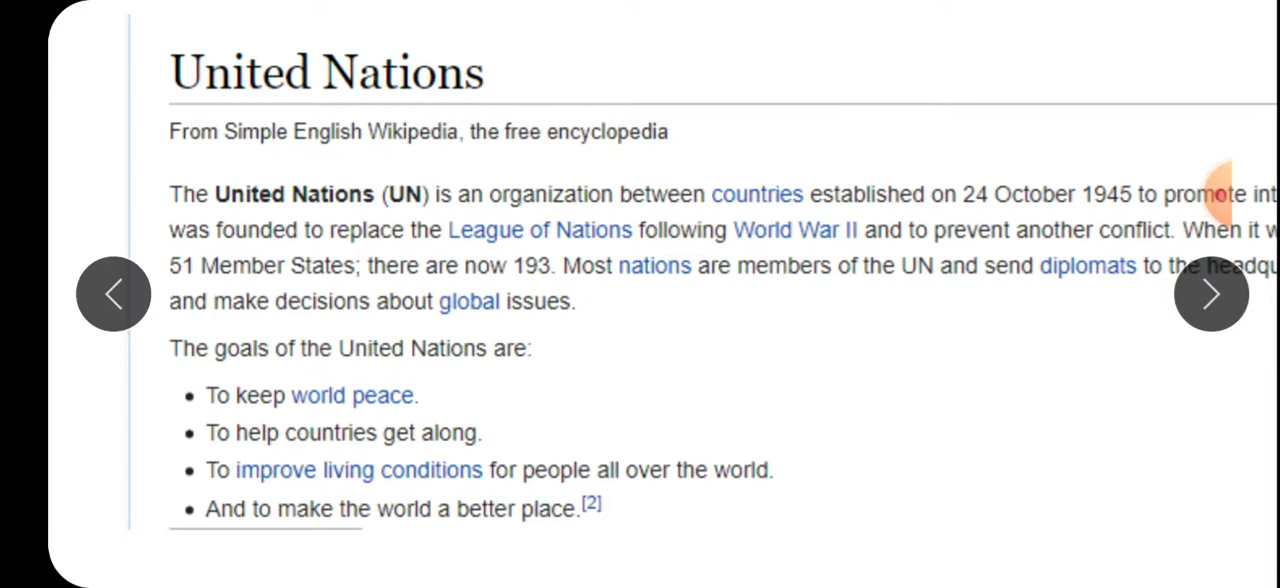 United Nations
From Simple English Wikipedia, the free encyclopedia
The United Nations (UN) is an organization between countries established on 24 October 1945 to promote
was founded to replace the League of Nations following World War II and to prevent another conflict. When it
51 Member States; there are now 193. Most nations are members of the UN and send diplomats to the
and make decisions about global issues.
The goals of the United Nations are:
• To keep world peace.
• To help countries get along.
• To improve living conditions for people all over the world.
• And to make the world a better place.[2]